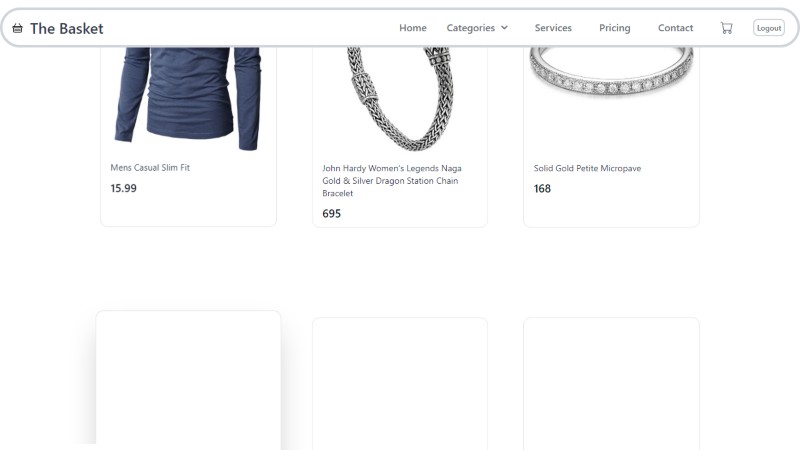 The Basket Home Categories Services Pricing Contact Logout
Mens Casual Slim Fit
15.99
John Hardy Women's Legends Naga
Gold & Silver Dragon Station Chain
Bracelet
695
Solid Gold Petite Micropave
168